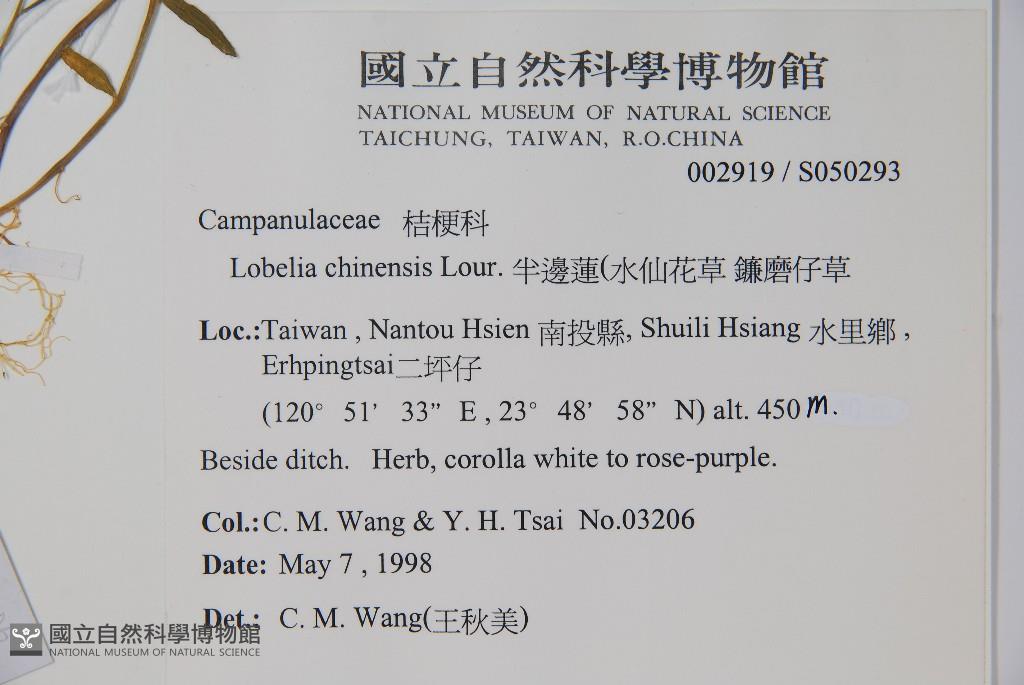 國立自然科學博物館
NATIONAL MUSEUM OF NATURAL SCIENCE
TAICHUNG, TAIWAN, R.O.CHINA
002919 / S050293
Campanulaceae 桔梗科
Lobelia chinensis Lour. 半邊蓮(水仙花草 鐮磨仔草
Loc.:Taiwan , Nantou Hsien 南投縣, Shuili Hsiang 水里鄉 ,
Erhpingtsai二坪仔
(120° 51’ 33” E , 23° 48’ 58” N) alt. 450 m.
Beside ditch. Herb, corolla white to rose-purple.
Col.: C. M. Wang & Y. H. Tsai No.03206
Date: May 7 , 1998
Det.: C. M. Wang(王秋美)
國立自然科學博物館
NATIONAL MUSEUM OF NATURAL SCIENCE